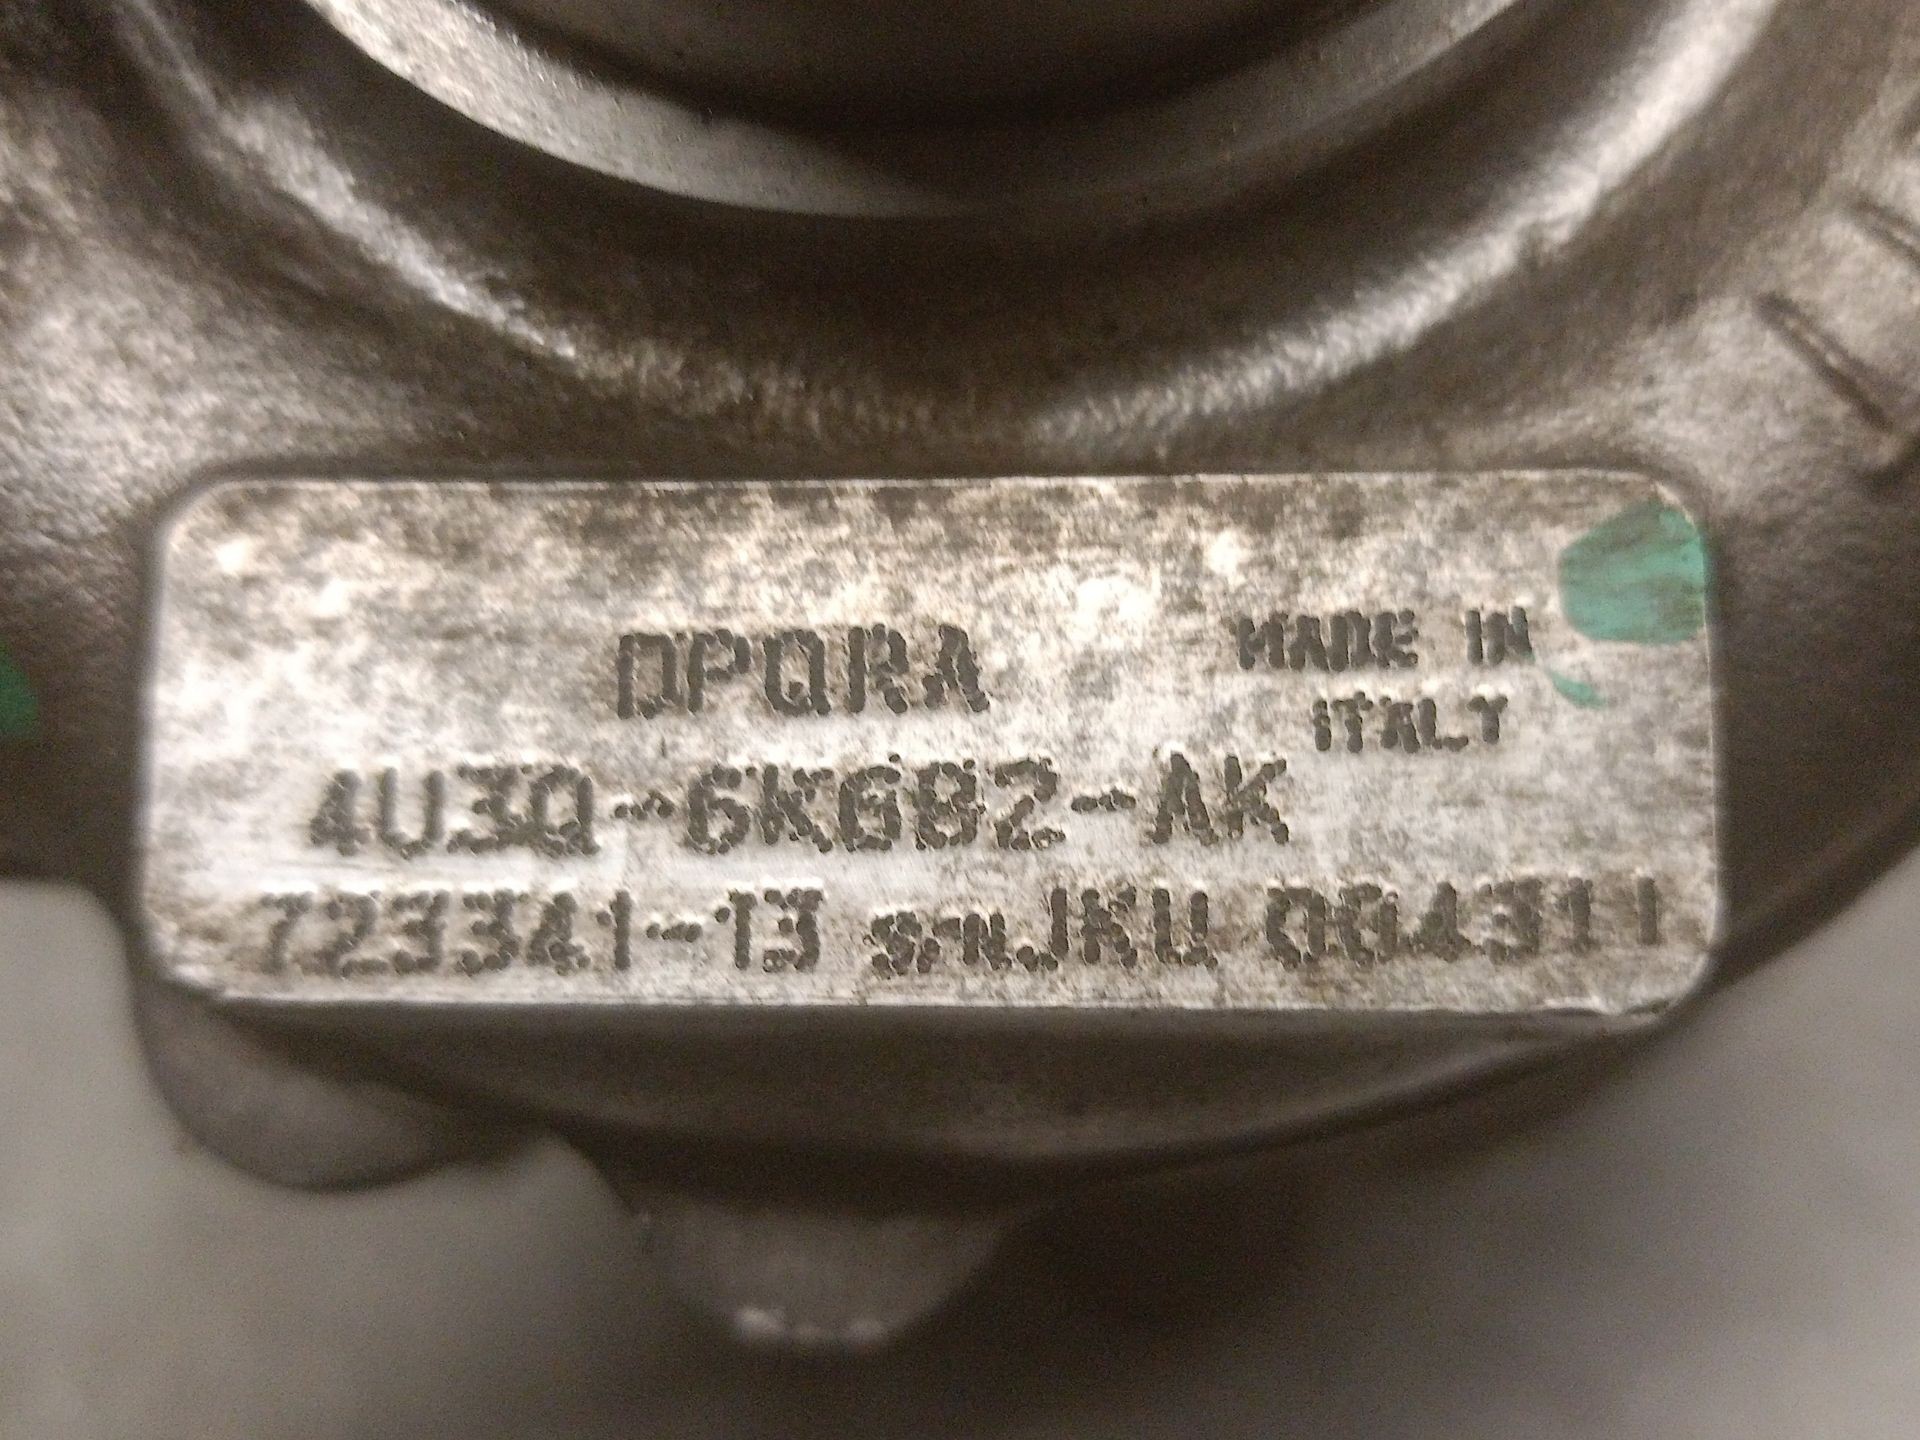 DPQRA
MADE IN
ITALY
4U3Q-6K682-AK
723341-13 S/N JKU 004311